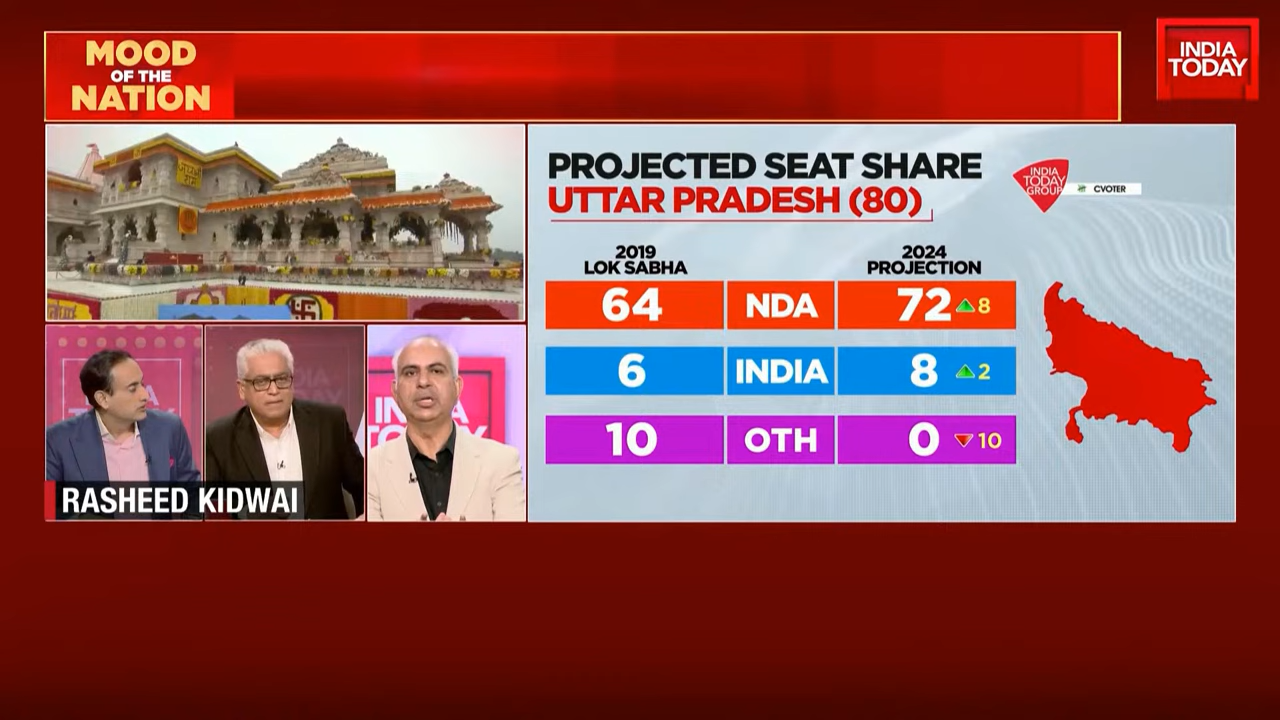 MOOD
OF THE
NATION
INDIA
TODAY
PROJECTED SEAT SHARE
UTTAR PRADESH (80)
INDIA
TODAY
GROUP
CVOTER
2019
LOK SABHA
2024
PROJECTION
64 NDA 72 8
6 INDIA 8 2
10 OTH 0 10
RASHEED KIDWAI